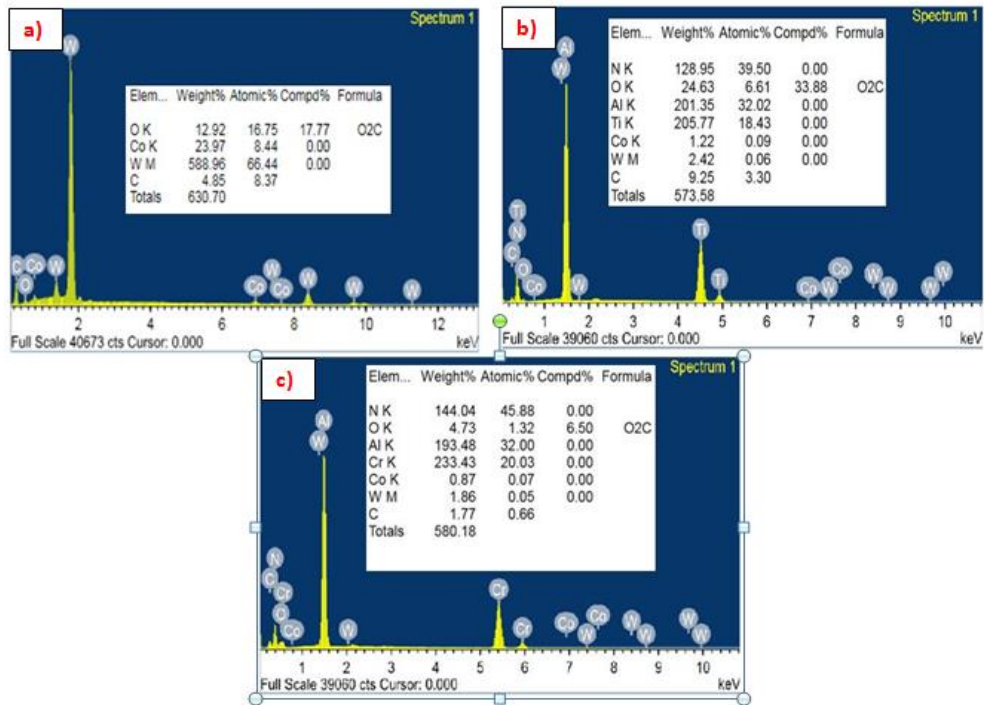 a)
Spectrum 1
W
Elem... Weight% Atomic% Compd% Formula
O K 12.92 16.75 17.77 O2C
Co K 23.97 8.44 0.00
W M 588.96 66.44 0.00
C 4.85 8.37
Totals 630.70
C O Co W Co W Co W W W
2 4 6 8 10 12
Full Scale 40673 cts Cursor: 0.000 keV
b)
Spectrum 1
Al
W
Elem... Weight% Atomic% Compd% Formula
N K 128.95 39.50 0.00
O K 24.63 6.61 33.88 O2C
Al K 201.35 32.02 0.00
Ti K 205.77 18.43 0.00
Co K 1.22 0.09 0.00
W M 2.42 0.06 0.00
C 9.25 3.30
Totals 573.58
Ti
N
C O Co W Ti Ti Co W Co W W W W
1 2 3 4 5 6 7 8 9 10
Full Scale 39060 cts Cursor: 0.000 keV
c)
Spectrum 1
Al
W
Elem... Weight% Atomic% Compd% Formula
N K 144.04 45.88 0.00
O K 4.73 1.32 6.50 O2C
Al K 193.48 32.00 0.00
Cr K 233.43 20.03 0.00
Co K 0.87 0.07 0.00
W M 1.86 0.05 0.00
C 1.77 0.66
Totals 580.18
N
C Cr
C Co W Cr Cr Co W Co W W W W
1 2 3 4 5 6 7 8 9 10
Full Scale 39060 cts Cursor: 0.000 keV